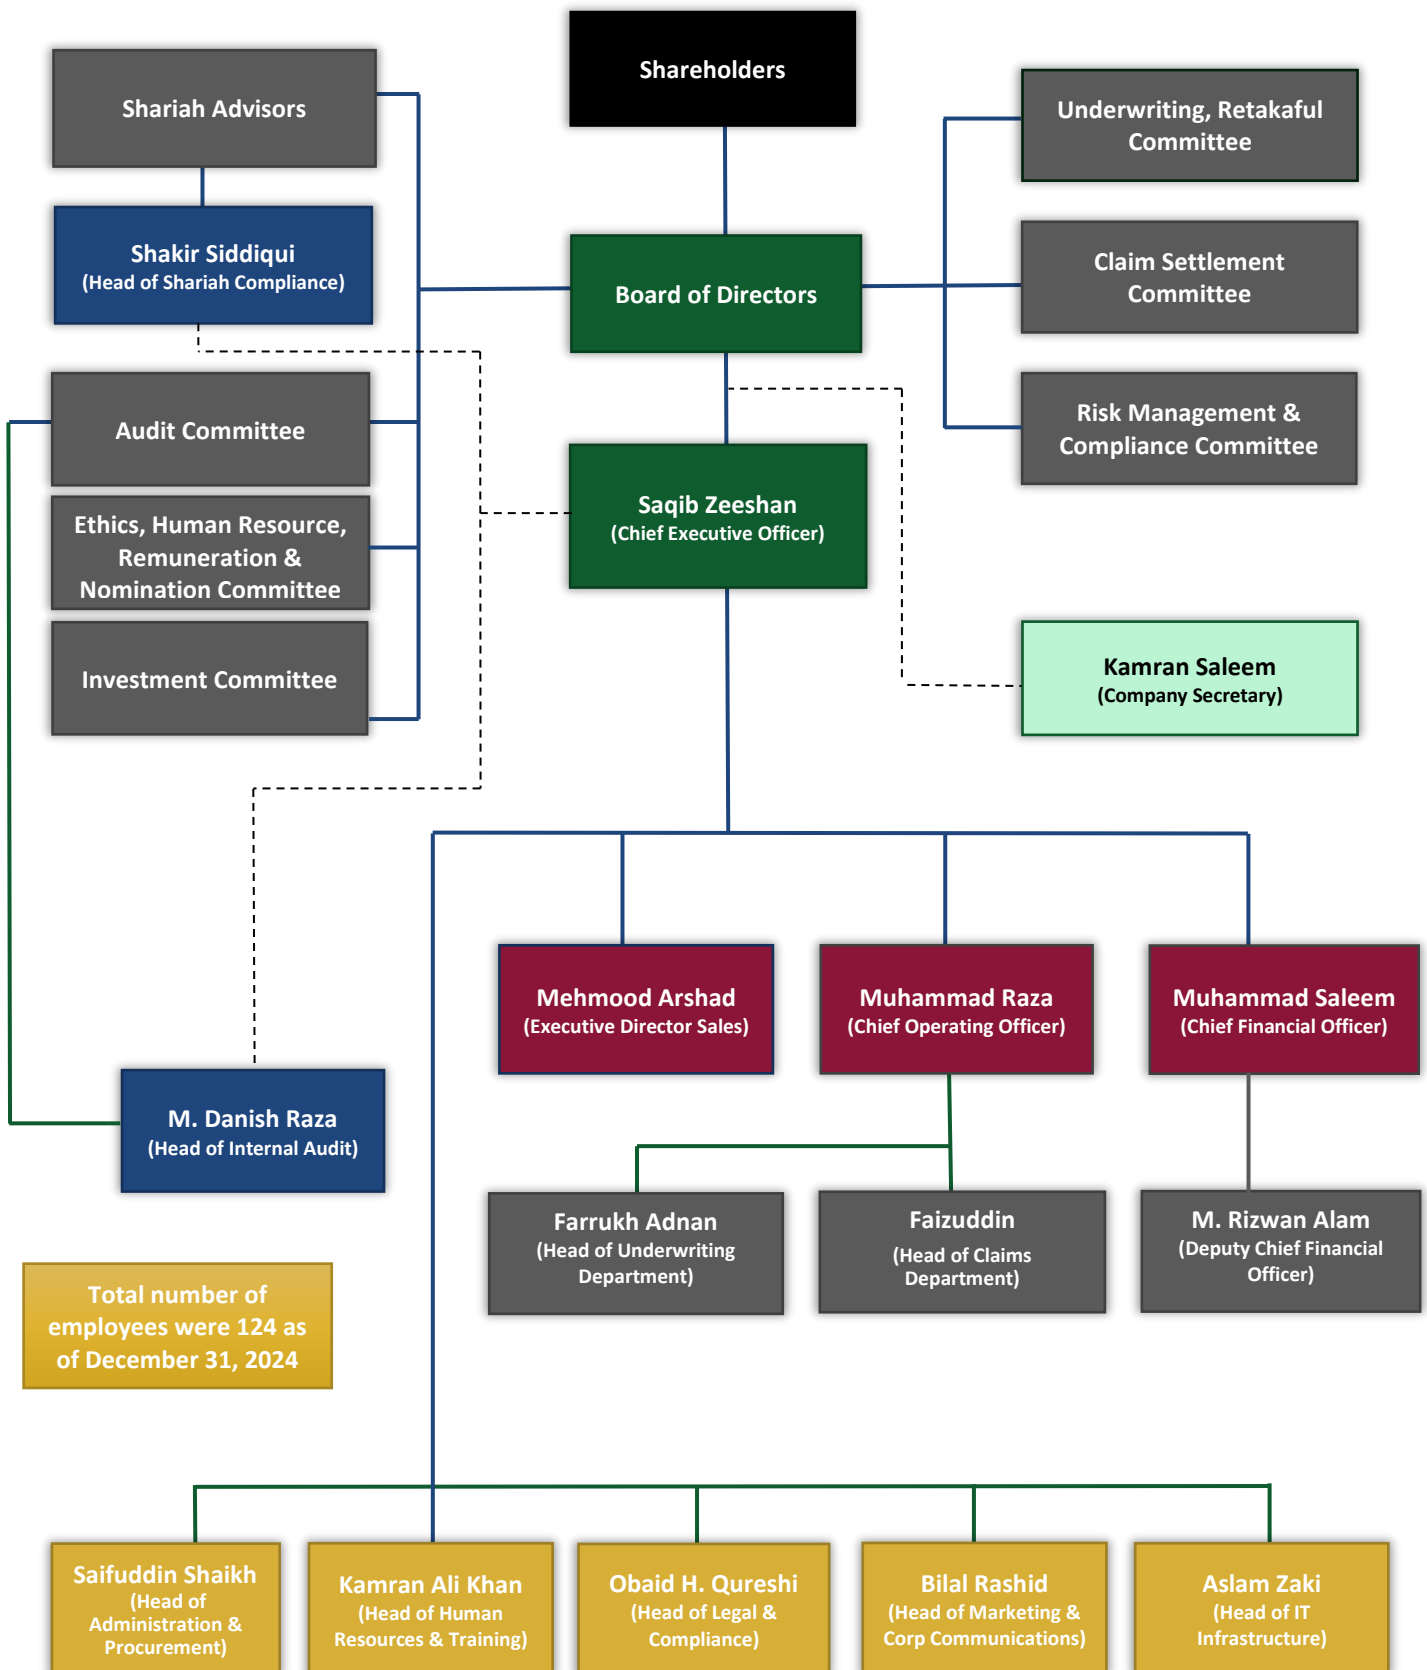 Shareholders
Shariah Advisors
Underwriting, Retakaful
Committee
Shakir Siddiqui
(Head of Shariah Compliance)
Board of Directors
Claim Settlement
Committee
Audit Committee
Risk Management &
Compliance Committee
Saqib Zeeshan
(Chief Executive Officer)
Ethics, Human Resource,
Remuneration &
Nomination Committee
Investment Committee
Kamran Saleem
(Company Secretary)
Mehmood Arshad
(Executive Director Sales)
Muhammad Raza
(Chief Operating Officer)
Muhammad Saleem
(Chief Financial Officer)
M. Danish Raza
(Head of Internal Audit)
Farrukh Adnan
(Head of Underwriting
Department)
Faizuddin
(Head of Claims
Department)
M. Rizwan Alam
(Deputy Chief Financial
Officer)
Total number of
employees were 124 as
of December 31, 2024
Saifuddin Shaikh
(Head of
Administration &
Procurement)
Kamran Ali Khan
(Head of Human
Resources & Training)
Obaid H. Qureshi
(Head of Legal &
Compliance)
Bilal Rashid
(Head of Marketing &
Corp Communications)
Aslam Zaki
(Head of IT
Infrastructure)